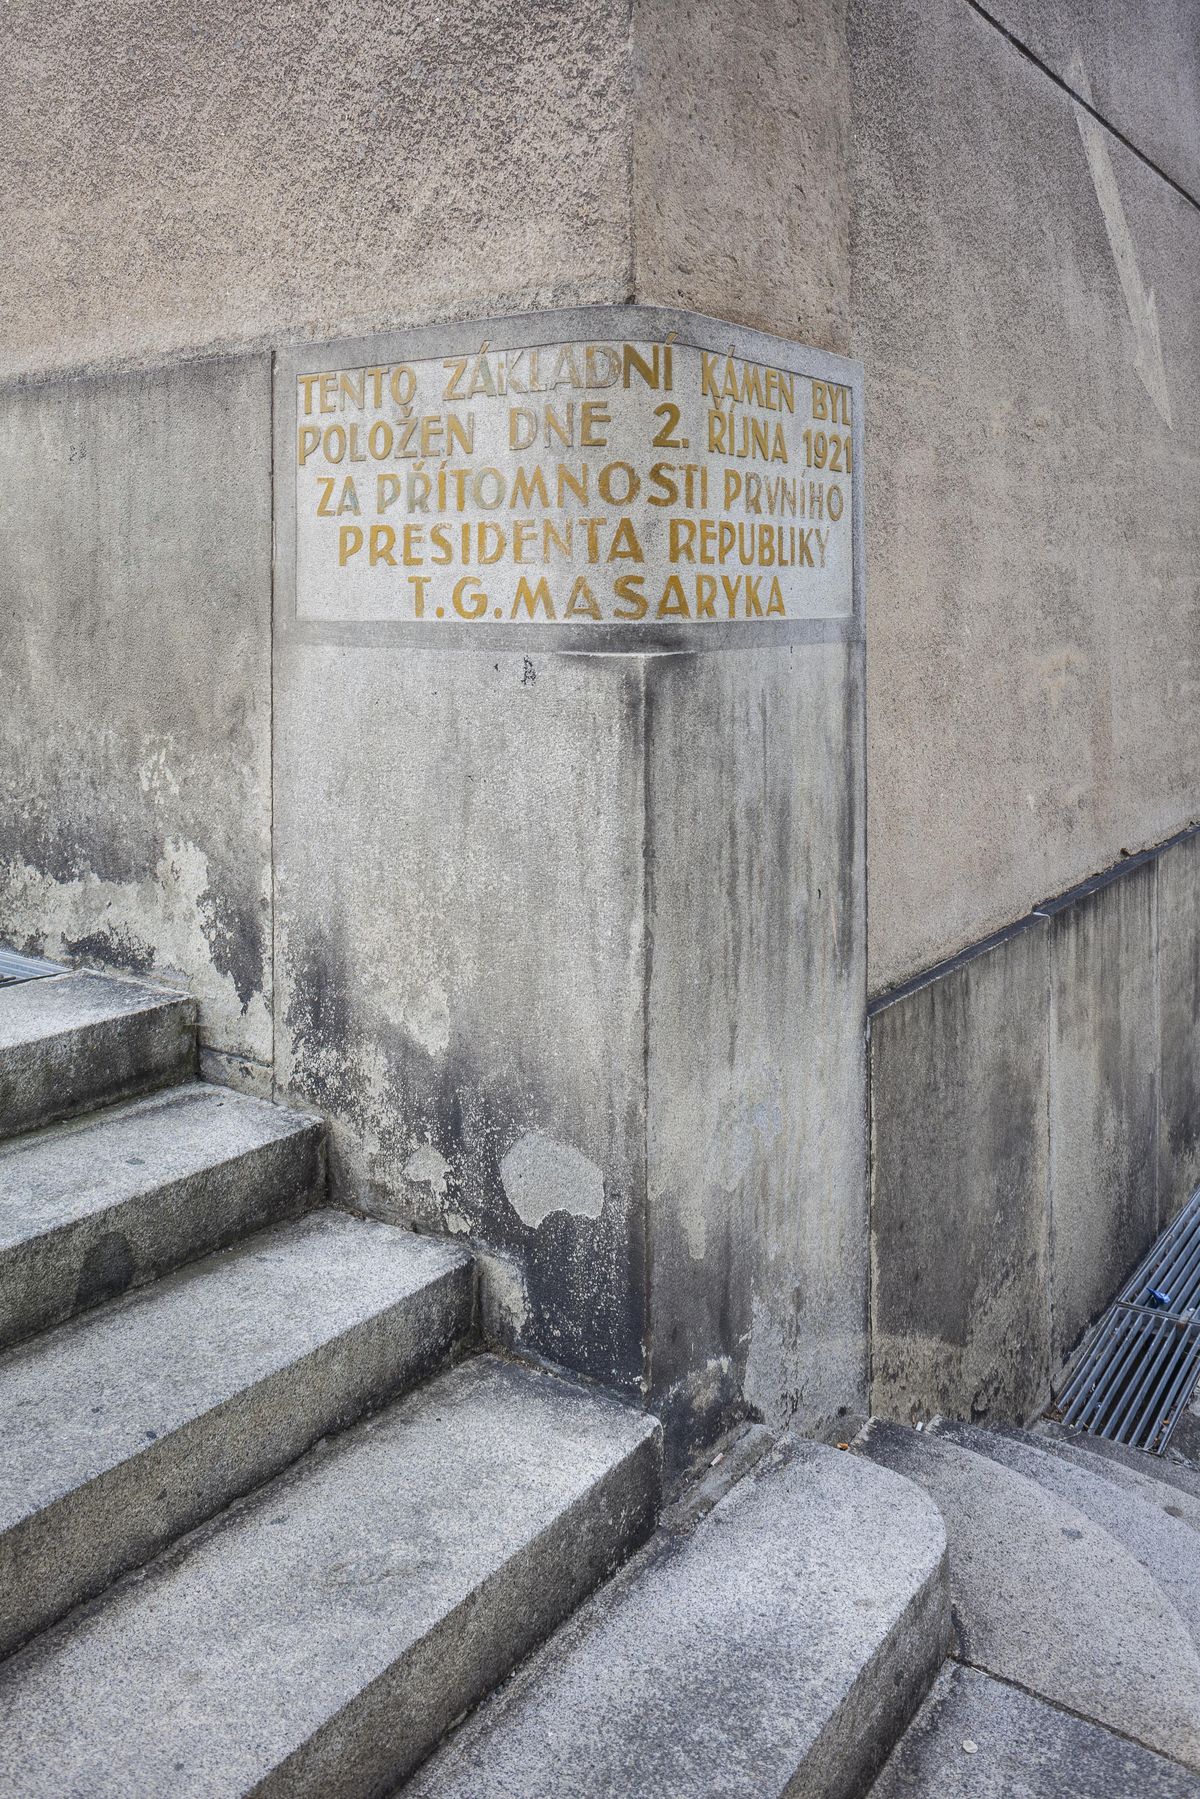 TENTO ZÁKLADNÍ KÁMEN BYL
POLOŽEN DNE 2. ŘÍJNA 1921
ZA PŘÍTOMNOSTI PRVNÍHO
PRESIDENTA REPUBLIKY
T.G.MASARYKA